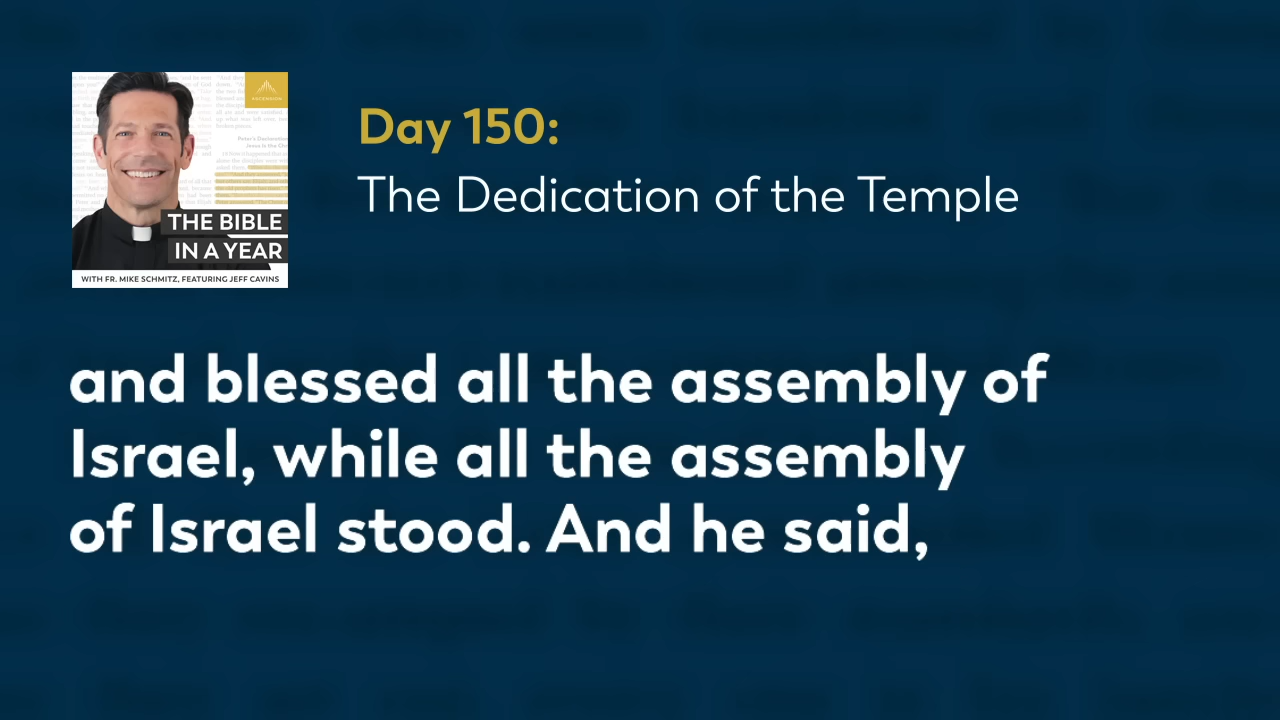 ASCENSION
THE BIBLE
IN A YEAR
WITH FR. MIKE SCHMITZ, FEATURING JEFF CAVINS
Day 150:
The Dedication of the Temple
and blessed all the assembly of
Israel, while all the assembly
of Israel stood. And he said,